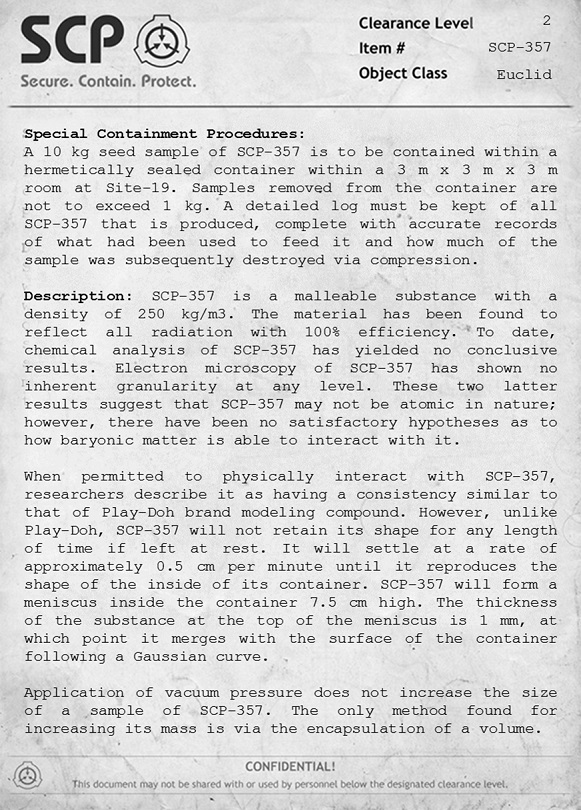 SCP
Secure. Contain. Protect.
Clearance Level 2
Item # SCP-357
Object Class Euclid
Special Containment Procedures:
A 10 kg seed sample of SCP-357 is to be contained within a
hermetically sealed container within a 3 m x 3 m x 3 m
room at Site-19. Samples removed from the container are
not to exceed 1 kg. A detailed log must be kept of all
SCP-357 that is produced, complete with accurate records
of what had been used to feed it and how much of the
sample was subsequently destroyed via compression.
Description: SCP-357 is a malleable substance with a
density of 250 kg/m3. The material has been found to
reflect all radiation with 100% efficiency. To date,
chemical analysis of SCP-357 has yielded no conclusive
results. Electron microscopy of SCP-357 has shown no
inherent granularity at any level. These two latter
results suggest that SCP-357 may not be atomic in nature;
however, there have been no satisfactory hypotheses as to
how baryonic matter is able to interact with it.
When permitted to physically interact with SCP-357,
researchers describe it as having a consistency similar to
that of Play-Doh brand modeling compound. However, unlike
Play-Doh, SCP-357 will not retain its shape for any length
of time if left at rest. It will settle at a rate of
approximately 0.5 cm per minute until it reproduces the
shape of the inside of its container. SCP-357 will form a
meniscus inside the container 7.5 cm high. The thickness
of the substance at the top of the meniscus is 1 mm, at
which point it merges with the surface of the container
following a Gaussian curve.
Application of vacuum pressure does not increase the size
of a sample of SCP-357. The only method found for
increasing its mass is via the encapsulation of a volume.
CONFIDENTIAL!
This document may not be shared with or used by personnel below the designated clearance level.